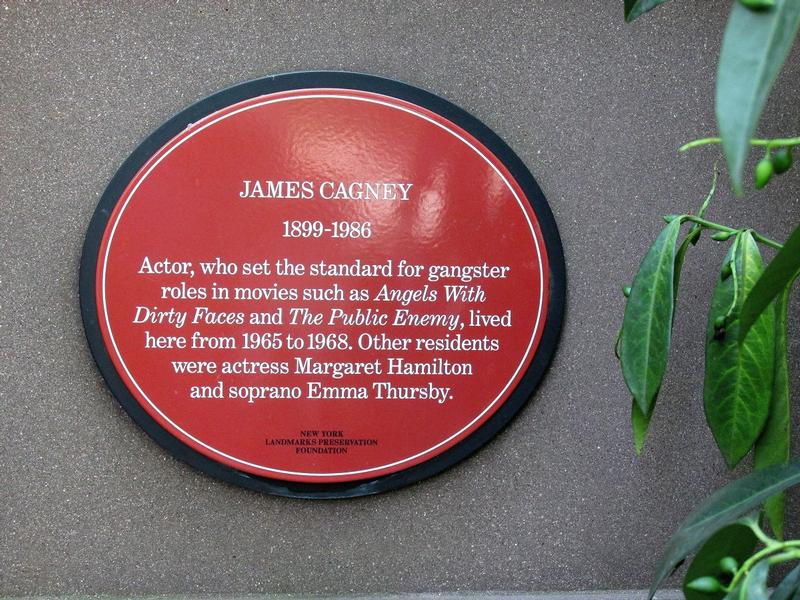 JAMES CAGNEY
1899-1986
Actor, who set the standard for gangster
roles in movies such as Angels With
Dirty Faces and The Public Enemy, lived
here from 1965 to 1968. Other residents
were actress Margaret Hamilton
and soprano Emma Thursby.
NEW YORK
LANDMARKS PRESERVATION
FOUNDATION